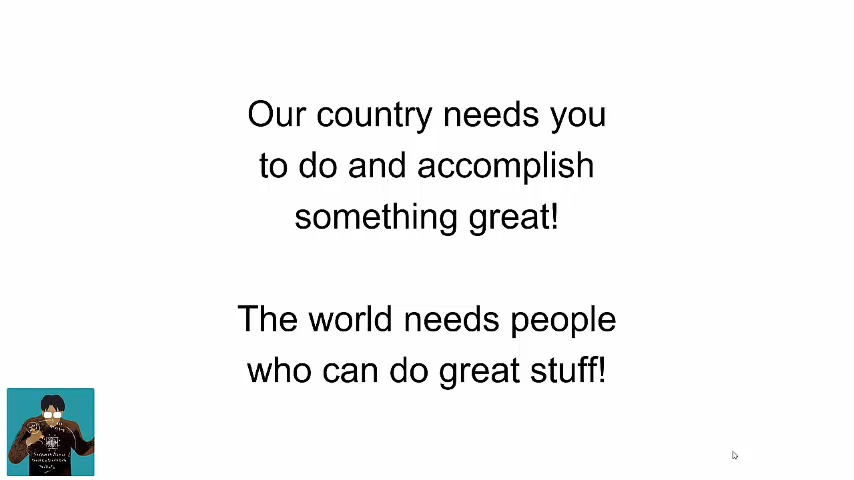 Our country needs you
to do and accomplish
something great!
The world needs people
who can do great stuff!